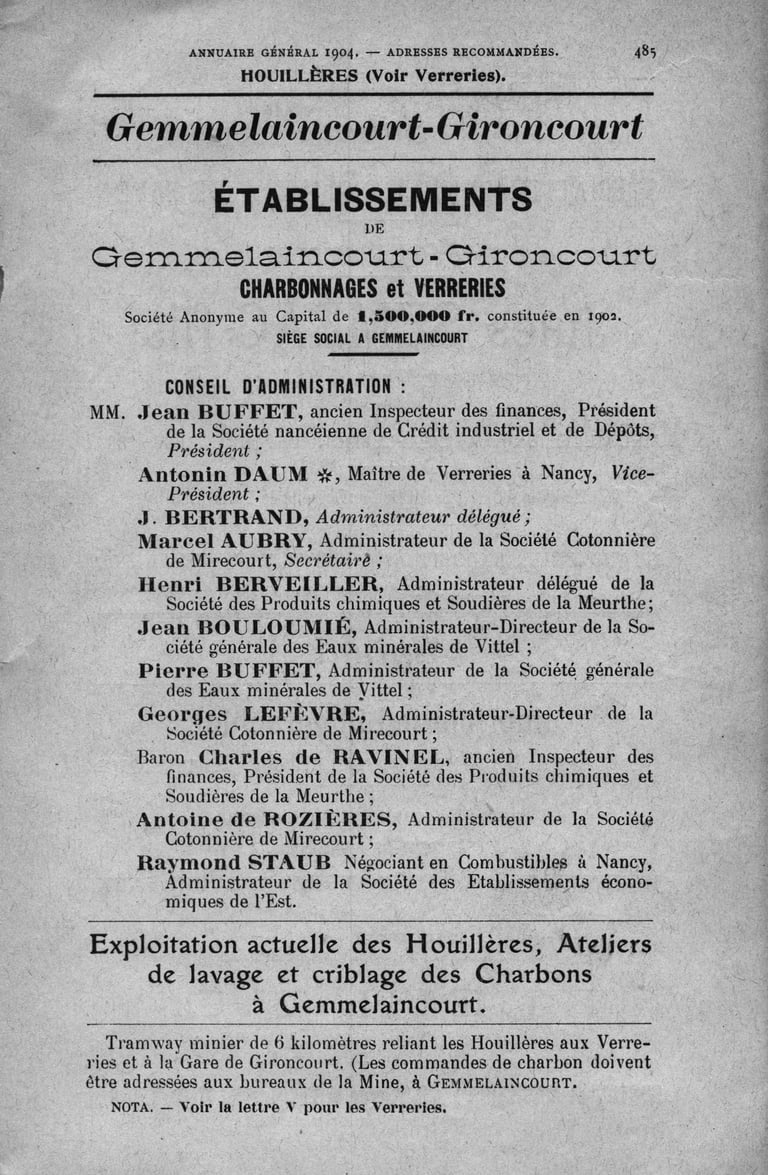 ANNUAIRE GÉNÉRAL 1904. — ADRESSES RECOMMANDÉES. 485
HOUILLÈRES (Voir Verreries).
Gemmelaincourt-Gironcourt
ÉTABLISSEMENTS
DE
Gemmelaincourt - Gironcourt
CHARBONNAGES et VERRERIES
Société Anonyme au Capital de 1,500,000 fr. constituée en 1902.
SIÈGE SOCIAL A GEMMELAINCOURT
CONSEIL D'ADMINISTRATION :
MM. Jean BUFFET, ancien Inspecteur des finances, Président
de la Société nancéienne de Crédit industriel et de Dépôts,
Président ;
Antonin DAUM ✲, Maître de Verreries à Nancy, Vice-
Président ;
J. BERTRAND, Administrateur délégué ;
Marcel AUBRY, Administrateur de la Société Cotonnière
de Mirecourt, Secrétaire ;
Henri BERVEILLER, Administrateur délégué de la
Société des Produits chimiques et Soudières de la Meurthe;
Jean BOULOUMIÉ, Administrateur-Directeur de la So-
ciété générale des Eaux minérales de Vittel ;
Pierre BUFFET, Administrateur de la Société générale
des Eaux minérales de Vittel ;
Georges LEFÈVRE, Administrateur-Directeur de la
Société Cotonnière de Mirecourt ;
Baron Charles de RAVINEL, ancien Inspecteur des
finances, Président de la Société des Produits chimiques et
Soudières de la Meurthe ;
Antoine de ROZIÈRES, Administrateur de la Société
Cotonnière de Mirecourt ;
Raymond STAUB Négociant en Combustibles à Nancy,
Administrateur de la Société des Etablissements écono-
miques de l'Est.
Exploitation actuelle des Houillères, Ateliers
de lavage et criblage des Charbons
à Gemmelaincourt.
Tramway minier de 6 kilomètres reliant les Houillères aux Verre-
ries et à la Gare de Gironcourt. (Les commandes de charbon doivent
être adressées aux bureaux de la Mine, à GEMMELAINCOURT.
NOTA. — Voir la lettre V pour les Verreries.